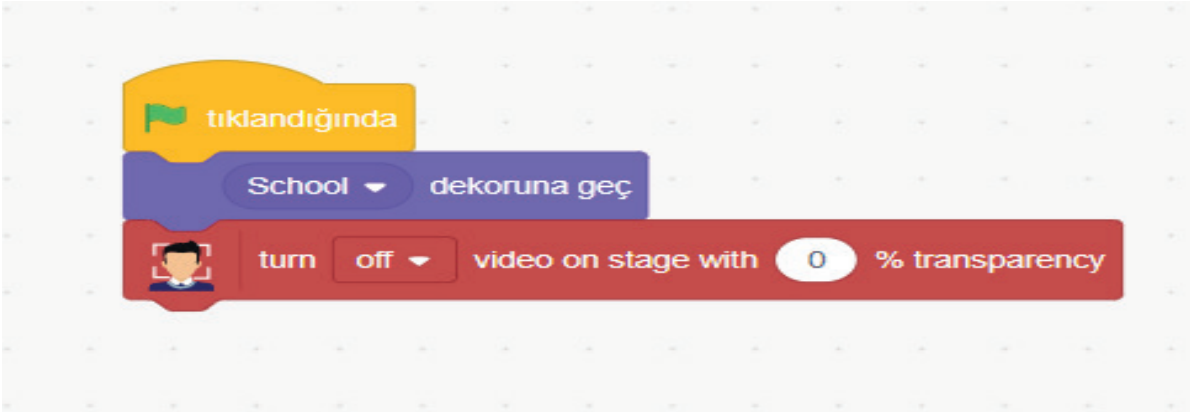 tıklandığında
School dekoruna geç
turn off video on stage with 0 % transparency